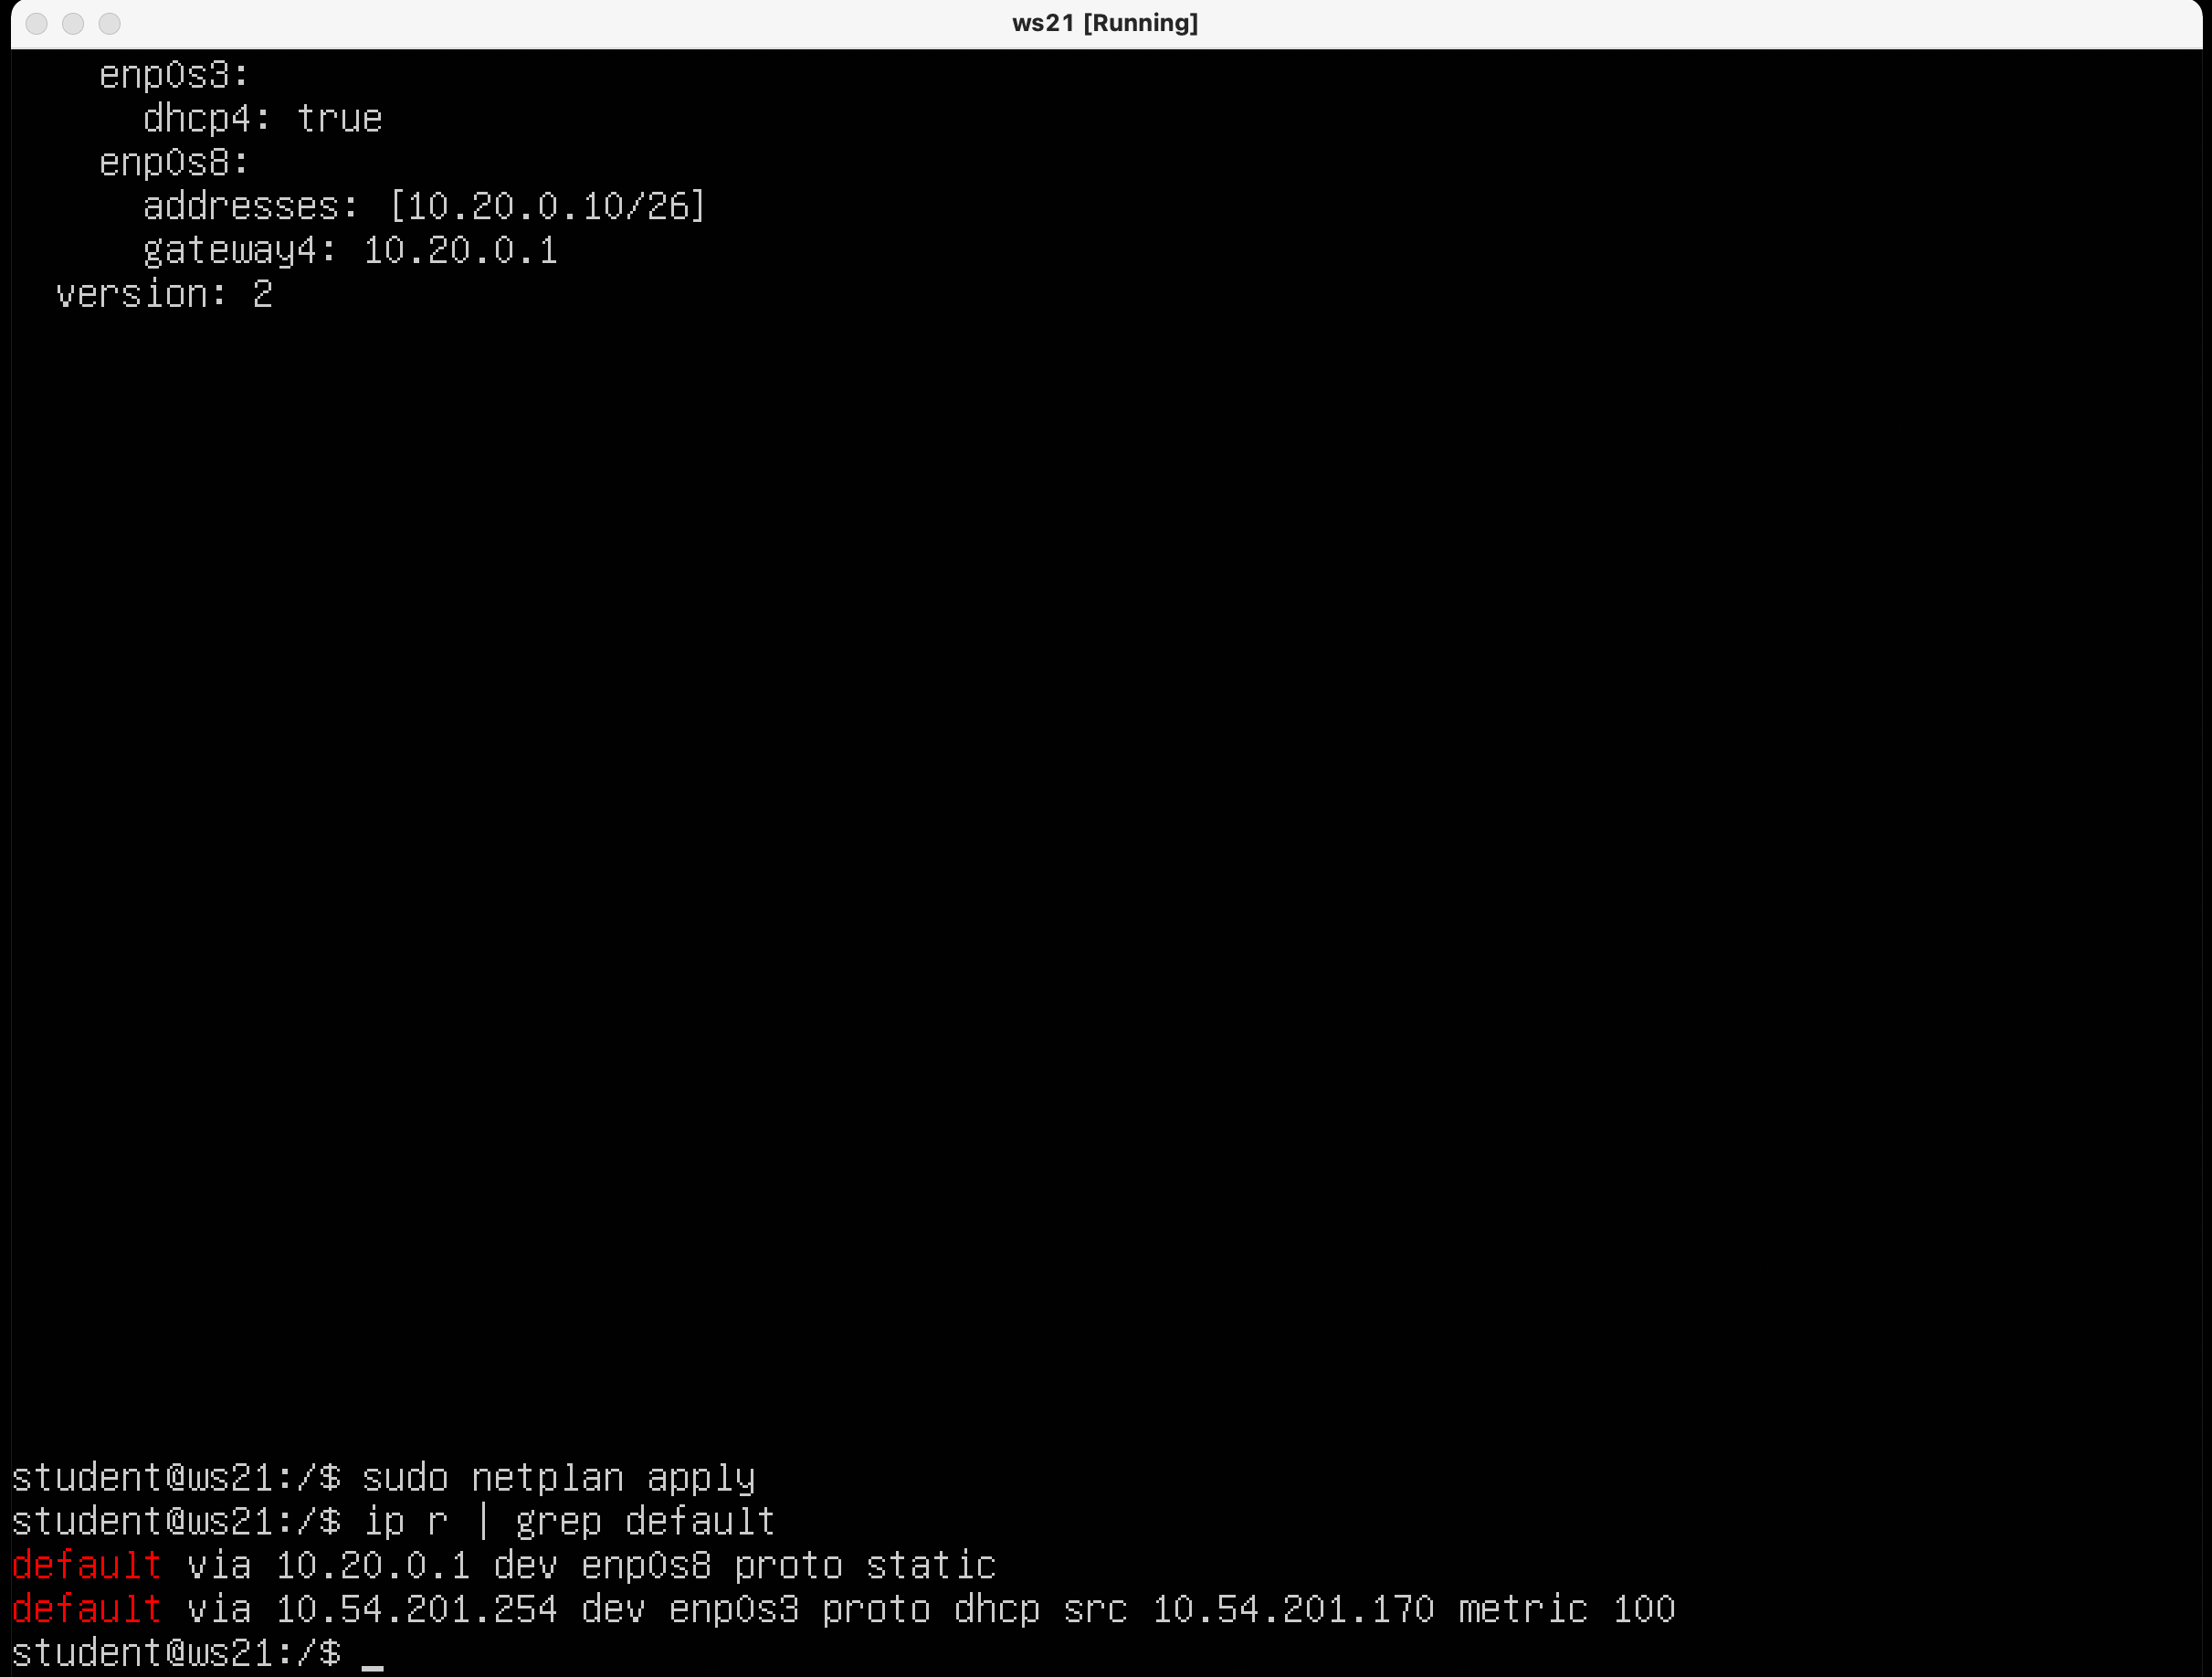 ws21 [Running]
enp0s3:
dhcp4: true
enp0s8:
addresses: [10.20.0.10/26]
gateway4: 10.20.0.1
version: 2
student@ws21:/$ sudo netplan apply
student@ws21:/$ ip r | grep default
default via 10.20.0.1 dev enp0s8 proto static
default via 10.54.201.254 dev enp0s3 proto dhcp src 10.54.201.170 metric 100
student@ws21:/$ _